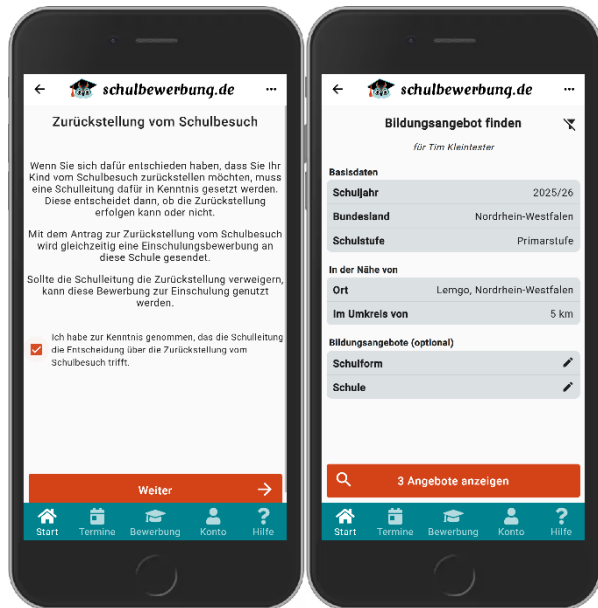 schulbewerbung.de
Zurückstellung vom Schulbesuch
Wenn Sie sich dafür entschieden haben, dass Sie Ihr
Kind vom Schulbesuch zurückstellen möchten, muss
eine Schulleitung dafür in Kenntnis gesetzt werden.
Diese entscheidet dann, ob die Zurückstellung
erfolgen kann oder nicht.
Mit dem Antrag zur Zurückstellung vom Schulbesuch
wird gleichzeitig eine Einschulungsbewerbung an
diese Schule gesendet.
Sollte die Schulleitung die Zurückstellung verweigern,
kann diese Bewerbung zur Einschulung genutzt
werden.
Ich habe zur Kenntnis genommen, das die Schulleitung
die Entscheidung über die Zurückstellung vom
Schulbesuch trifft.
Weiter
Start Termine Bewerbung Konto Hilfe
schulbewerbung.de
Bildungsangebot finden
für Tim Kleintester
Basisdaten
Schuljahr 2025/26
Bundesland Nordrhein-Westfalen
Schulstufe Primarstufe
In der Nähe von
Ort Lemgo, Nordrhein-Westfalen
Im Umkreis von 5 km
Bildungsangebote (optional)
Schulform
Schule
3 Angebote anzeigen
Start Termine Bewerbung Konto Hilfe